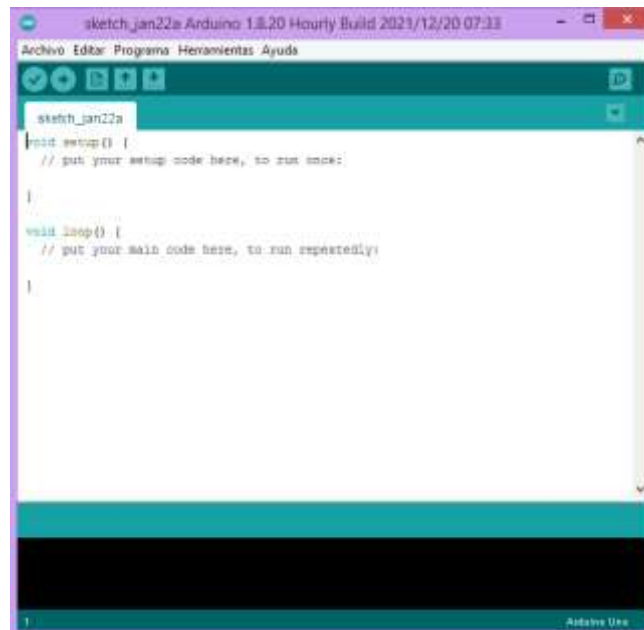 sketch_jan22a Arduino 1.8.20 Hourly Build 2021/12/20 07:33
Archivo Editar Programa Herramientas Ayuda
sketch_jan22a
void setup() {
// put your setup code here, to run once:
}
void loop() {
// put your main code here, to run repeatedly:
}
1
Arduino Uno